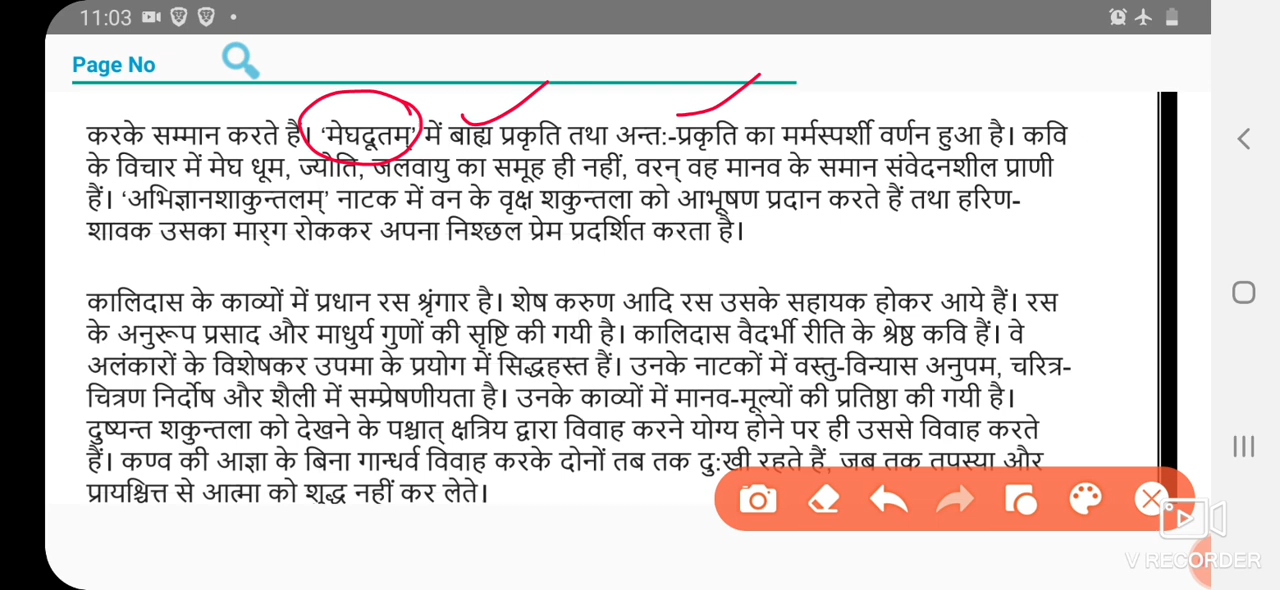 11:03
Page No
करके सम्मान करते हैं। 'मेघदूतम्' में बाह्य प्रकृति तथा अन्तः-प्रकृति का मर्मस्पर्शी वर्णन हुआ है। कवि
के विचार में मेघ धूम, ज्यौति, जलवायु का समूह ही नहीं, वरन् वह मानव के समान संवेदनशील प्राणी
हैं। 'अभिज्ञानशाकुन्तलम्' नाटक में वन के वृक्ष शकुन्तला को आभूषण प्रदान करते हैं तथा हरिण-
शावक उसका मार्ग रोककर अपना निश्छल प्रेम प्रदर्शित करता है।
कालिदास के काव्यों में प्रधान रस श्रृंगार है। शेष करुण आदि रस उसके सहायक होकर आये हैं। रस
के अनुरूप प्रसाद और माधुर्य गुणों की सृष्टि की गयी है। कालिदास वैदर्भी रीति के श्रेष्ठ कवि हैं। वे
अलंकारों के विशेषकर उपमा के प्रयोग में सिद्धहस्त हैं। उनके नाटकों में वस्तु-विन्यास अनुपम, चरित्र-
चित्रण निर्दोष और शैली में सम्प्रेषणीयता है। उनके काव्यों में मानव-मूल्यों की प्रतिष्ठा की गयी है।
दुष्यन्त शकुन्तला को देखने के पश्चात् क्षत्रिय द्वारा विवाह करने योग्य होने पर ही उससे विवाह करते
हैं। कण्व की आज्ञा के बिना गान्धर्व विवाह करके दोनों तब तक दुःखी रहते हैं, जब तक तपस्या और
प्रायश्चित्त से आत्मा को शुद्ध नहीं कर लेते।
V RECORDER